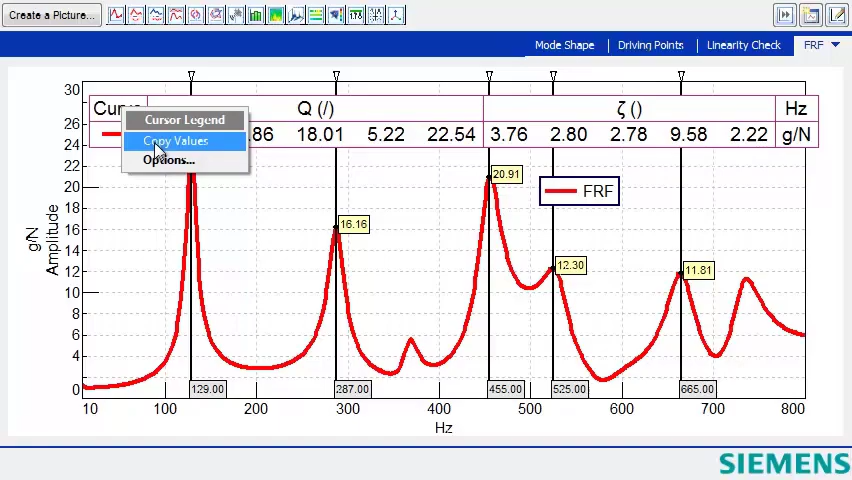 Create a Picture...
Mode Shape Driving Points Linearity Check FRF
Q (/) ζ () Hz
Cursor Legend
.86 18.01 5.22 22.54 3.76 2.80 2.78 9.58 2.22 g/N
Copy Values
Options...
30
28
26
24
22
20
18
16
14
12
10
8
6
4
2
0
g/N
Amplitude
20.91
FRF
16.16
12.30
11.81
129.00 287.00 455.00 525.00 665.00
10 100 200 300 400 500 600 700 800
Hz
SIEMENS